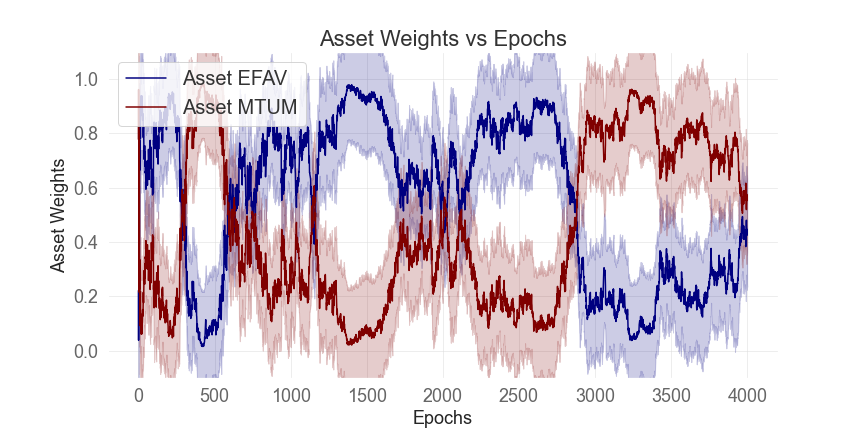 Asset Weights vs Epochs
Asset EFAV
Asset MTUM
Asset Weights
1.0
0.8
0.6
0.4
0.2
0.0
0 500 1000 1500 2000 2500 3000 3500 4000
Epochs